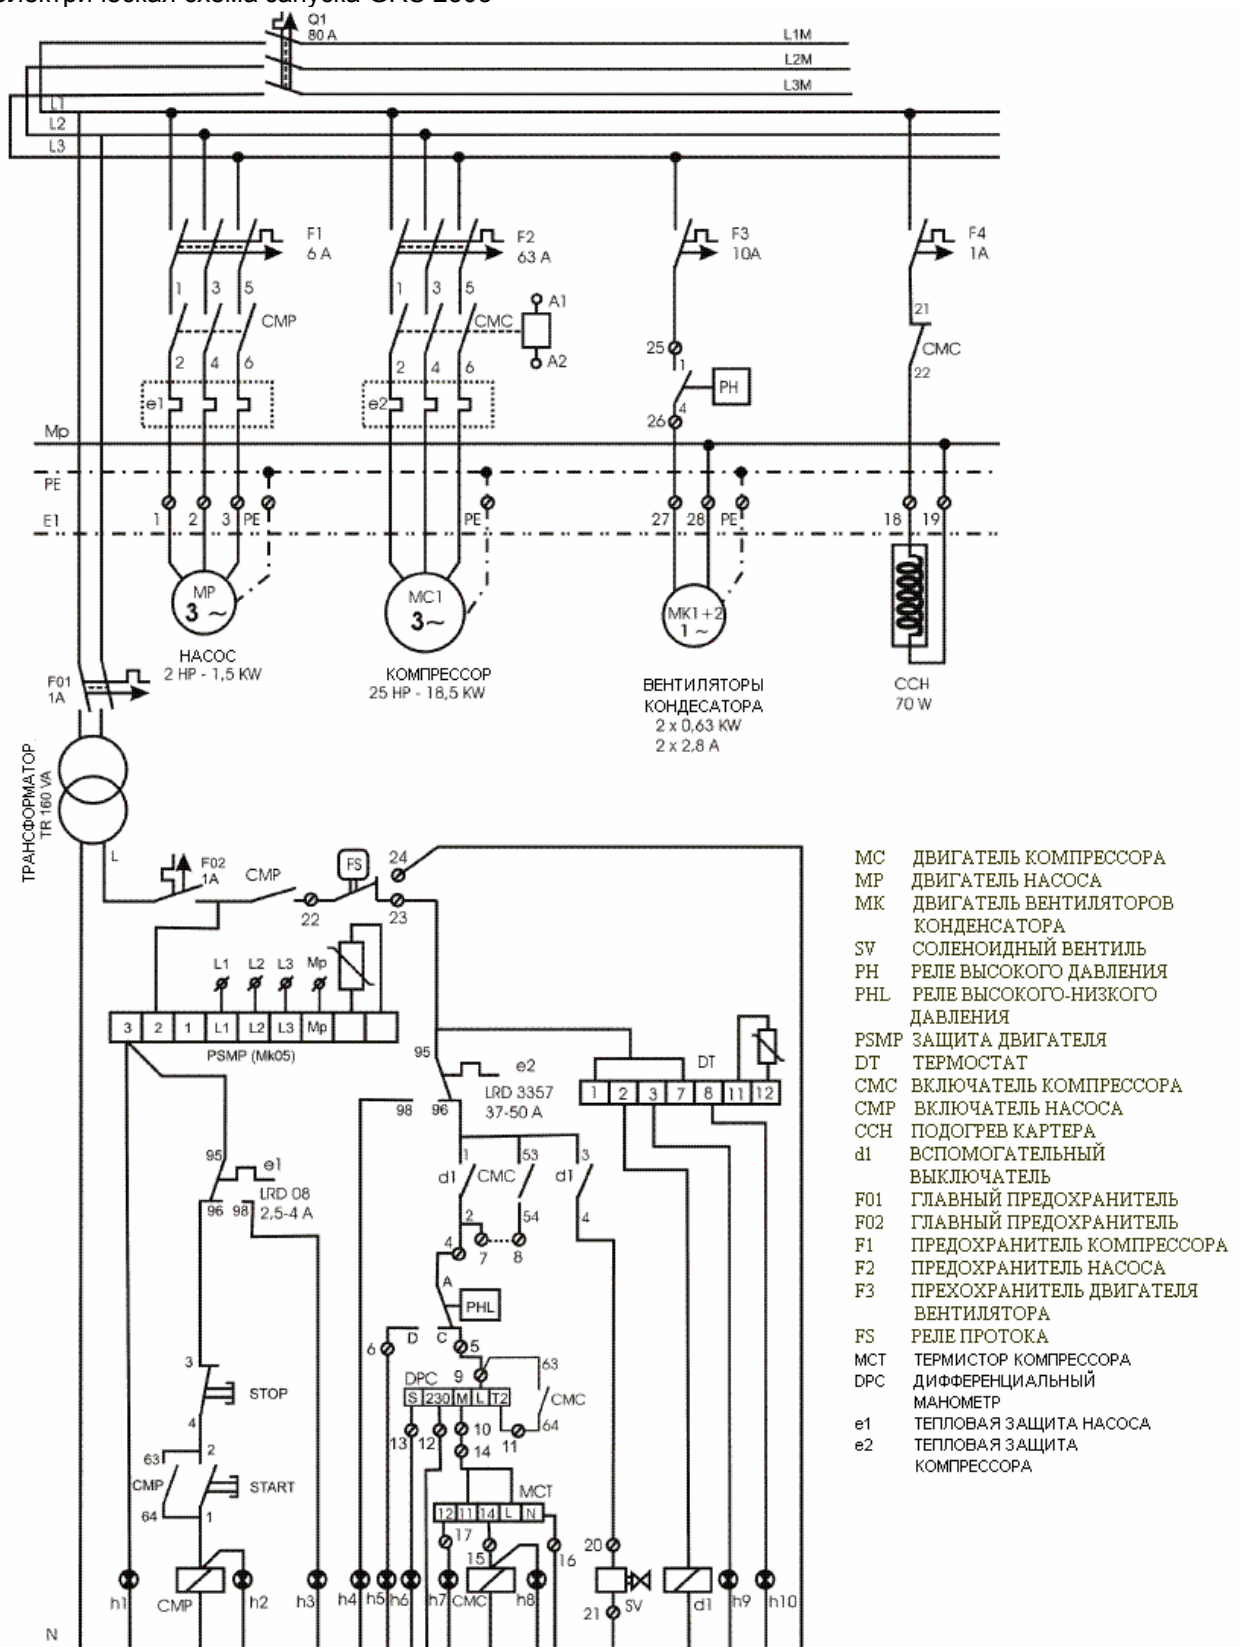 Q1
80 A
L1M
L2M
L3M
L1
L2
L3
F1
6 A
F2
63 A
F3
10A
F4
1A
1 3 5
CMP
2 4 6
e1
1 3 5
CMC
A1
A2
2 4 6
e2
25
1
PH
4
26
21
CMC
22
Mp
PE
E1
1 2 3 PE
PE
27 28 PE
18 19
MP
3 ~
НАСОС
2 HP - 1,5 KW
MC1
3~
КОМПРЕССОР
25 HP - 18,5 KW
MK1+2
1 ~
ВЕНТИЛЯТОРЫ
КОНДЕСАТОРА
2 x 0,63 KW
2 x 2,8 A
CCH
70 W
F01
1A
ТРАНСФОРМАТОР
TR 160 VA
L
F02
1A
CMP
FS
24
22
23
L1 L2 L3 Mp
3 2 1 L1 L2 L3 Mp
PSMP (Mk05)
95
e2
LRD 3357
37-50 A
98 96
DT
1 2 3 7 8 11 12
95
e1
LRD 08
2,5-4 A
96 98
1 53 3
d1 CMC d1
2 54 4
4 7 8
A
PHL
D C
6 5
DPC 9 63
S 230 M L T2
CMC
64
13 12 10 11
14
3
STOP
4
63 2
CMP
START
64 1
MCT
12 11 14 L N
17 15 16
20
h1 CMP h2 h3 h4 h5 h6 h7 CMC h8 21 SV d1 h9 h10
N
MC ДВИГАТЕЛЬ КОМПРЕССОРА
MP ДВИГАТЕЛЬ НАСОСА
MK ДВИГАТЕЛЬ ВЕНТИЛЯТОРОВ
КОНДЕНСАТОРА
SV СОЛЕНОИДНЫЙ ВЕНТИЛЬ
PH РЕЛЕ ВЫСОКОГО ДАВЛЕНИЯ
PHL РЕЛЕ ВЫСОКОГО-НИЗКОГО
ДАВЛЕНИЯ
PSMP ЗАЩИТА ДВИГАТЕЛЯ
DT ТЕРМОСТАТ
CMC ВКЛЮЧАТЕЛЬ КОМПРЕССОРА
CMP ВКЛЮЧАТЕЛЬ НАСОСА
CCH ПОДОГРЕВ КАРТЕРА
d1 ВСПОМОГАТЕЛЬНЫЙ
ВЫКЛЮЧАТЕЛЬ
F01 ГЛАВНЫЙ ПРЕДОХРАНИТЕЛЬ
F02 ГЛАВНЫЙ ПРЕДОХРАНИТЕЛЬ
F1 ПРЕДОХРАНИТЕЛЬ КОМПРЕССОРА
F2 ПРЕДОХРАНИТЕЛЬ НАСОСА
F3 ПРЕХОХРАНИТЕЛЬ ДВИГАТЕЛЯ
ВЕНТИЛЯТОРА
FS РЕЛЕ ПРОТОКА
MCT ТЕРМИСТОР КОМПРЕССОРА
DPC ДИФФЕРЕНЦИАЛЬНЫЙ
МАНОМЕТР
e1 ТЕПЛОВАЯ ЗАЩИТА НАСОСА
e2 ТЕПЛОВАЯ ЗАЩИТА
КОМПРЕССОРА